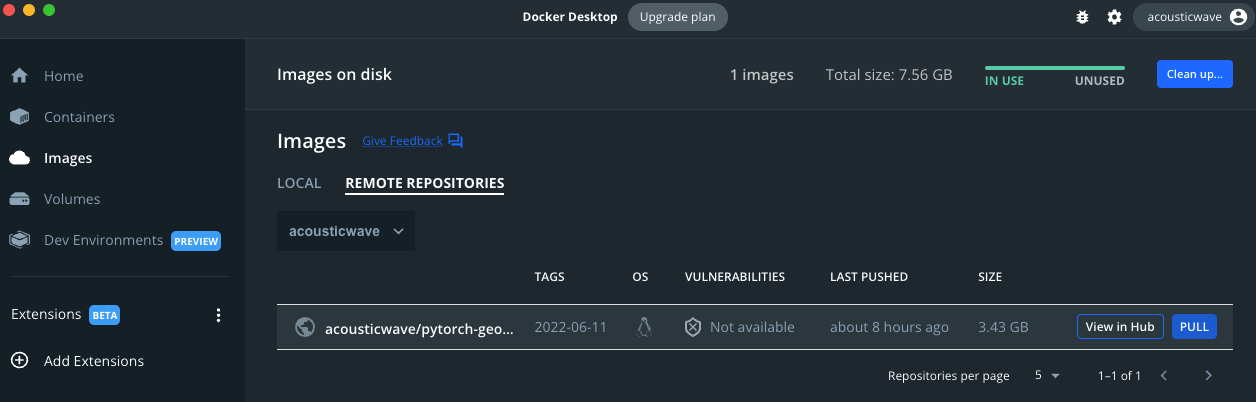 Docker Desktop Upgrade plan acousticwave
Home
Containers
Images
Volumes
Dev Environments PREVIEW
Extensions BETA
Add Extensions
Images on disk 1 images Total size: 7.56 GB IN USE UNUSED Clean up...
Images Give Feedback
LOCAL REMOTE REPOSITORIES
acousticwave
TAGS OS VULNERABILITIES LAST PUSHED SIZE
acousticwave/pytorch-geo... 2022-06-11 Not available about 8 hours ago 3.43 GB View in Hub PULL
Repositories per page 5 1–1 of 1